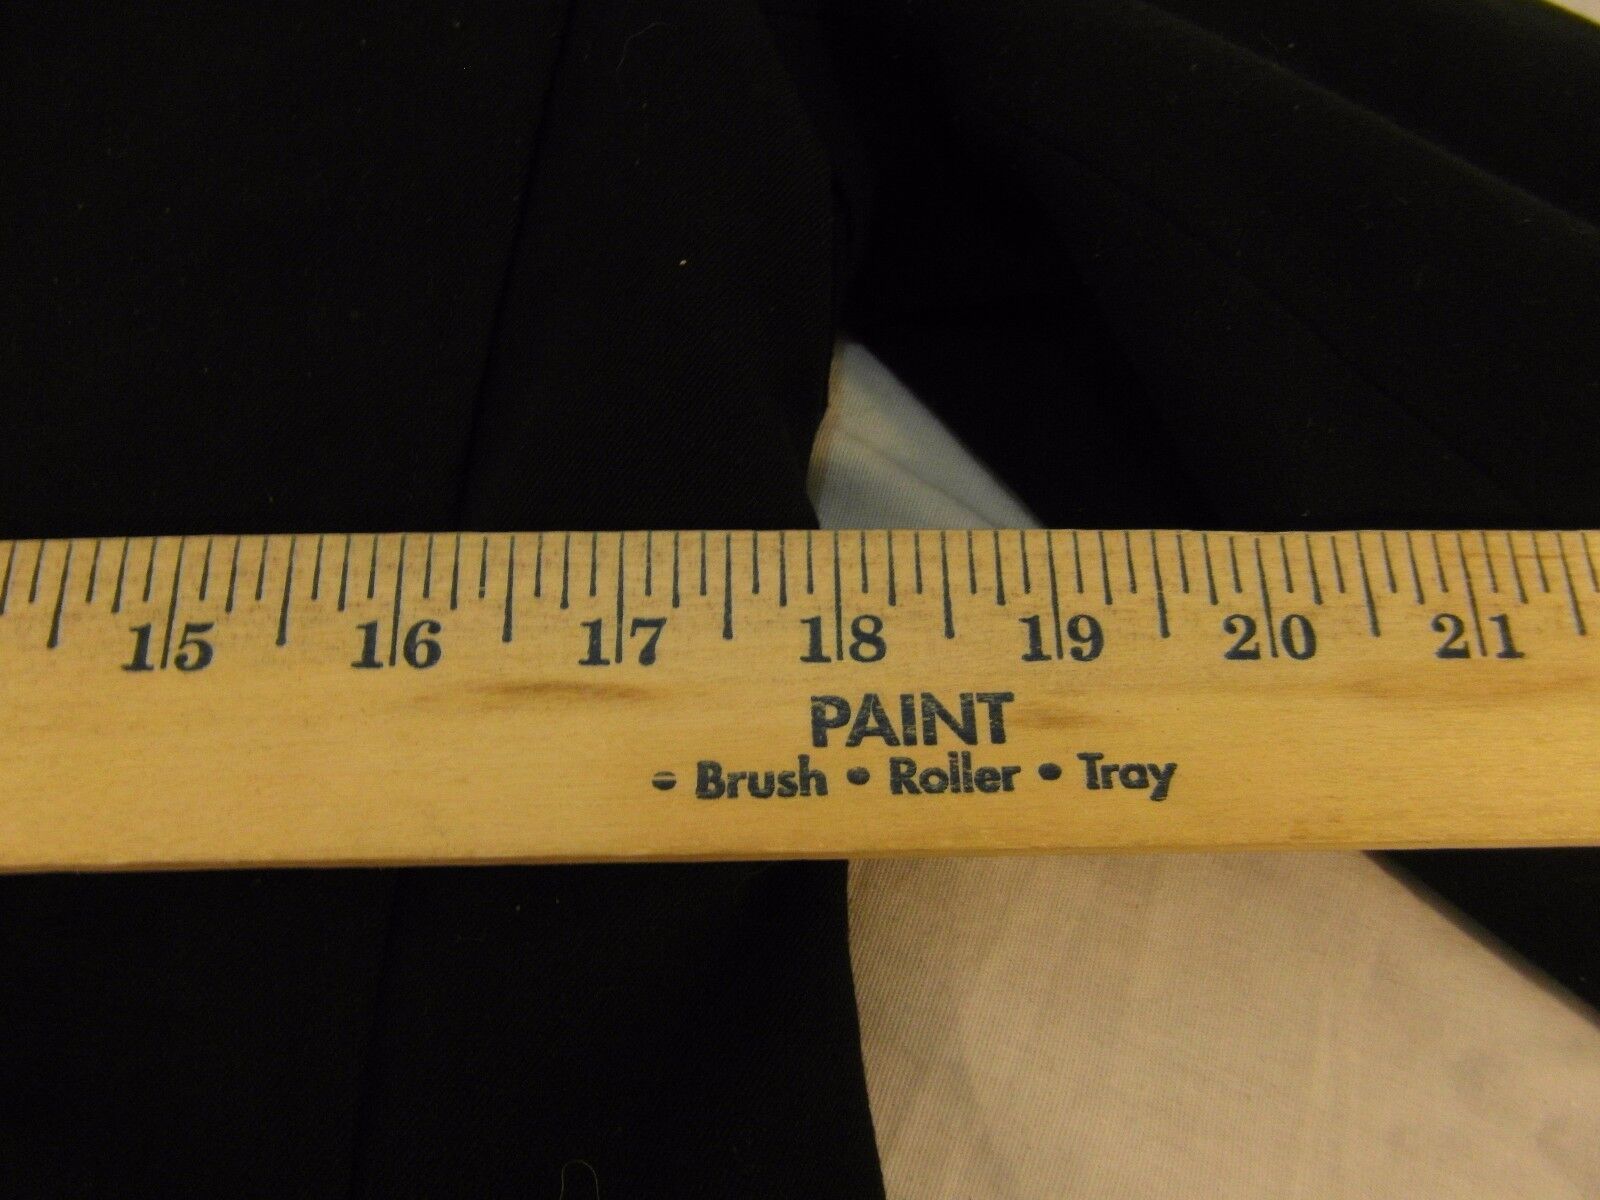 15 16 17 18 19 20 21
PAINT
• Brush • Roller • Tray